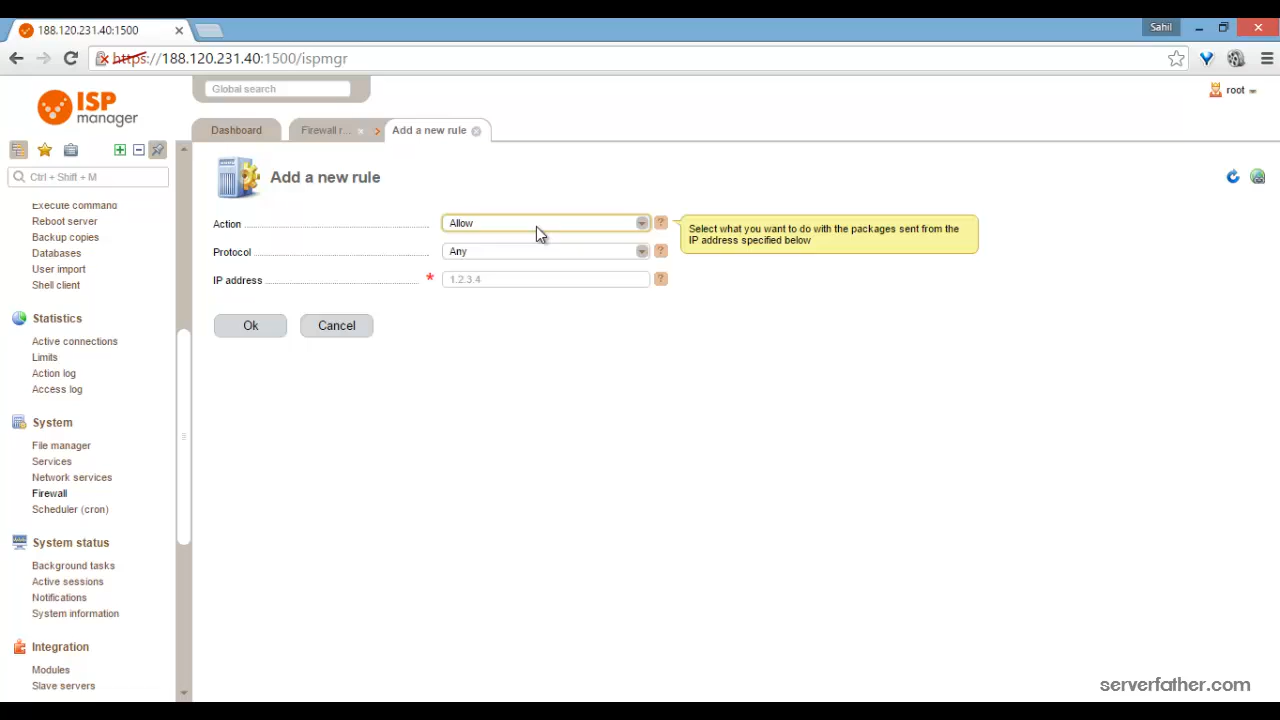 188.120.231.40:1500
Sahil
https://188.120.231.40:1500/ispmgr
Global search
root
ISP
manager
Dashboard
Firewall r...
Add a new rule
Ctrl + Shift + M
Add a new rule
Action
Allow
?
Select what you want to do with the packages sent from the
IP address specified below
Protocol
Any
?
IP address
*
1.2.3.4
?
Ok
Cancel
Execute command
Reboot server
Backup copies
Databases
User import
Shell client
Statistics
Active connections
Limits
Action log
Access log
System
File manager
Services
Network services
Firewall
Scheduler (cron)
System status
Background tasks
Active sessions
Notifications
System information
Integration
Modules
Slave servers
serverfather.com